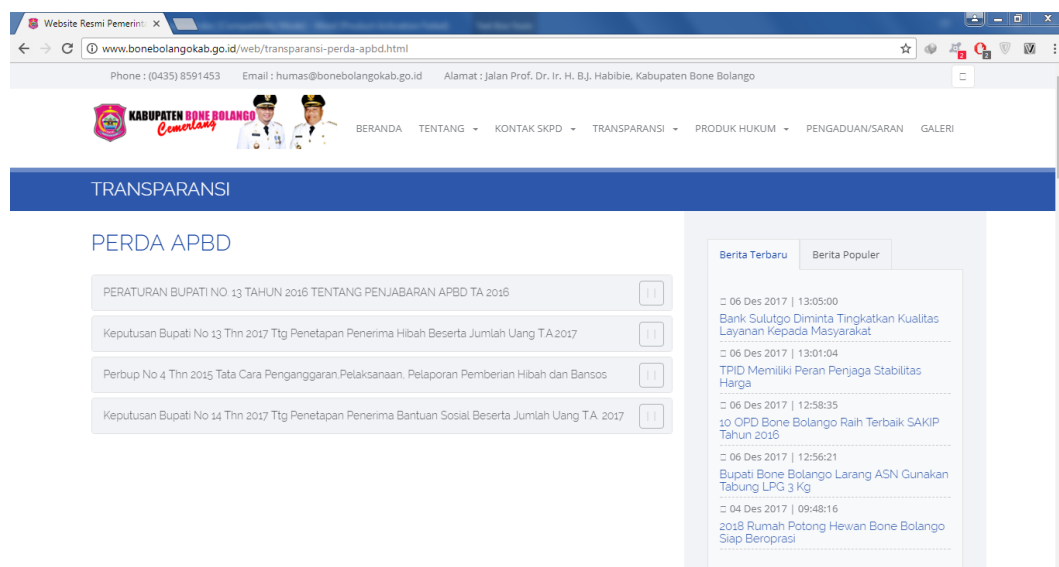 Website Resmi Pemerint
www.bonebolangokab.go.id/web/transparansi-perda-apbd.html
Phone : (0435) 8591453 Email : humas@bonebolangokab.go.id Alamat : Jalan Prof. Dr. Ir. H. B.J. Habibie, Kabupaten Bone Bolango
KABUPATEN BONE BOLANGO
Cemerlang
BERANDA TENTANG KONTAK SKPD TRANSPARANSI PRODUK HUKUM PENGADUAN/SARAN GALERI
TRANSPARANSI
PERDA APBD
PERATURAN BUPATI NO. 13 TAHUN 2016 TENTANG PENJABARAN APBD TA 2016
Keputusan Bupati No 13 Thn 2017 Ttg Penetapan Penerima Hibah Beserta Jumlah Uang T.A.2017
Perbup No 4 Thn 2015 Tata Cara Penganggaran,Pelaksanaan, Pelaporan Pemberian Hibah dan Bansos
Keputusan Bupati No 14 Thn 2017 Ttg Penetapan Penerima Bantuan Sosial Beserta Jumlah Uang T.A. 2017
Berita Terbaru Berita Populer
06 Des 2017 | 13:05:00
Bank Sulutgo Diminta Tingkatkan Kualitas
Layanan Kepada Masyarakat
06 Des 2017 | 13:01:04
TPID Memiliki Peran Penjaga Stabilitas
Harga
06 Des 2017 | 12:58:35
10 OPD Bone Bolango Raih Terbaik SAKIP
Tahun 2016
06 Des 2017 | 12:56:21
Bupati Bone Bolango Larang ASN Gunakan
Tabung LPG 3 Kg
04 Des 2017 | 09:48:16
2018 Rumah Potong Hewan Bone Bolango
Siap Beroprasi